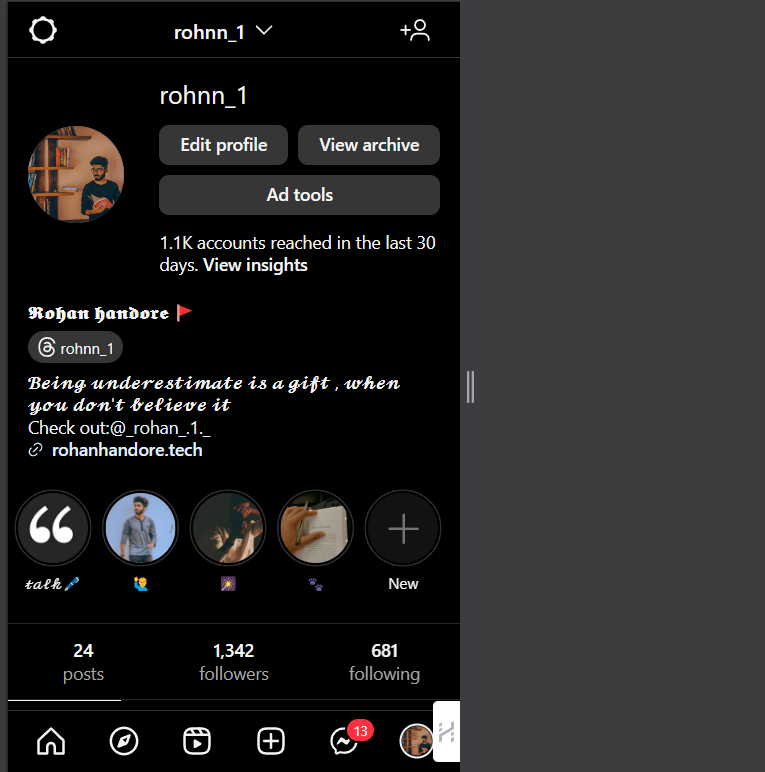 rohnn_1
rohnn_1
Edit profile
View archive
Ad tools
1.1K accounts reached in the last 30
days. View insights
𝕽𝖔𝖍𝖆𝖓 𝖍𝖆𝖓𝖉𝖔𝖗𝖊 🚩
rohnn_1
𝓑𝓮𝓲𝓷𝓰 𝓾𝓷𝓭𝓮𝓻𝓮𝓼𝓽𝓲𝓶𝓪𝓽𝓮 𝓲𝓼 𝓪 𝓰𝓲𝓯𝓽 , 𝔀𝓱𝓮𝓷
𝔂𝓸𝓾 𝓭𝓸𝓷'𝓽 𝓫𝓮𝓵𝓲𝓮𝓿𝓮 𝓲𝓽
Check out:@_rohan_.1._
rohanhandore.tech
𝓽𝓪𝓵𝓴🖊️
New
24
posts
1,342
followers
681
following
13